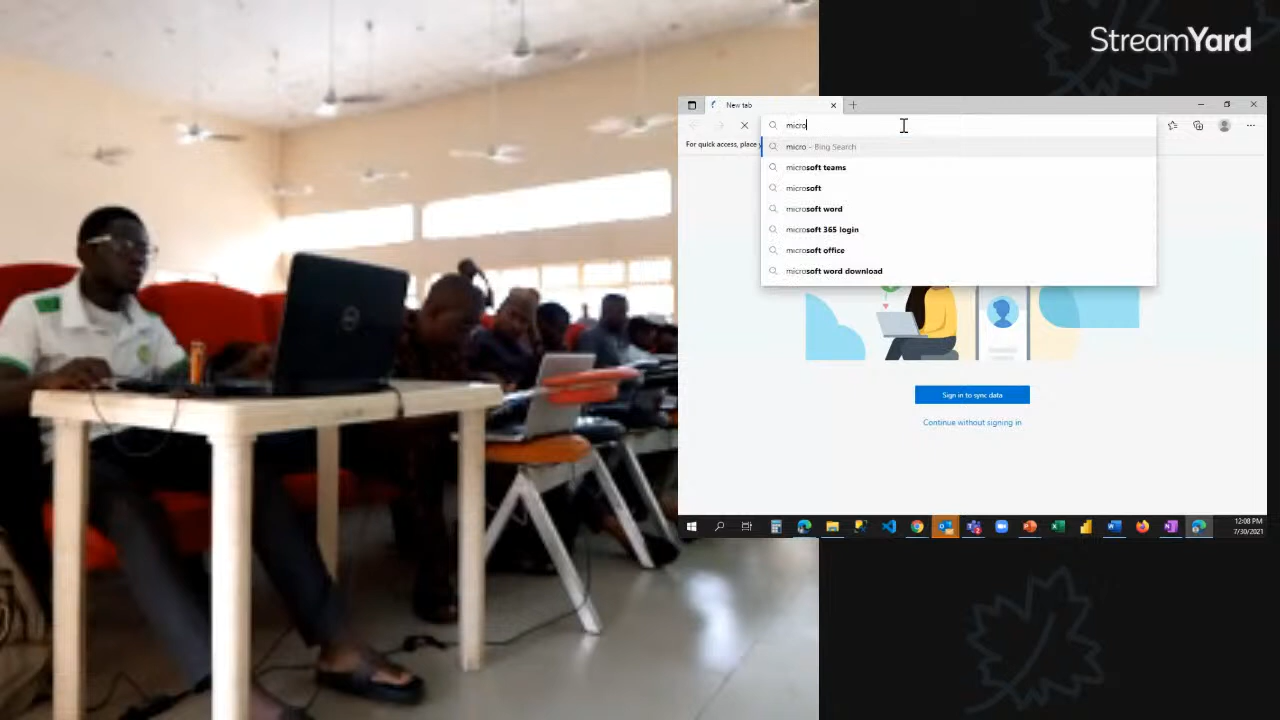 StreamYard
New tab
micro
For quick access, place
micro - Bing Search
microsoft teams
microsoft
microsoft word
microsoft 365 login
microsoft office
microsoft word download
Sign in to sync data
Continue without signing in
12:08 PM
7/30/2021